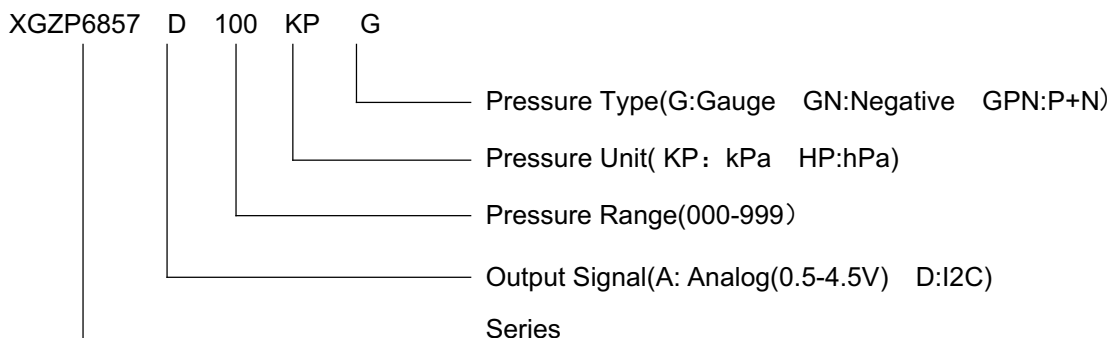 XGZP6857 D 100 KP G
Pressure Type(G:Gauge GN:Negative GPN:P+N）
Pressure Unit( KP： kPa HP:hPa)
Pressure Range(000-999）
Output Signal(A: Analog(0.5-4.5V) D:I2C)
Series